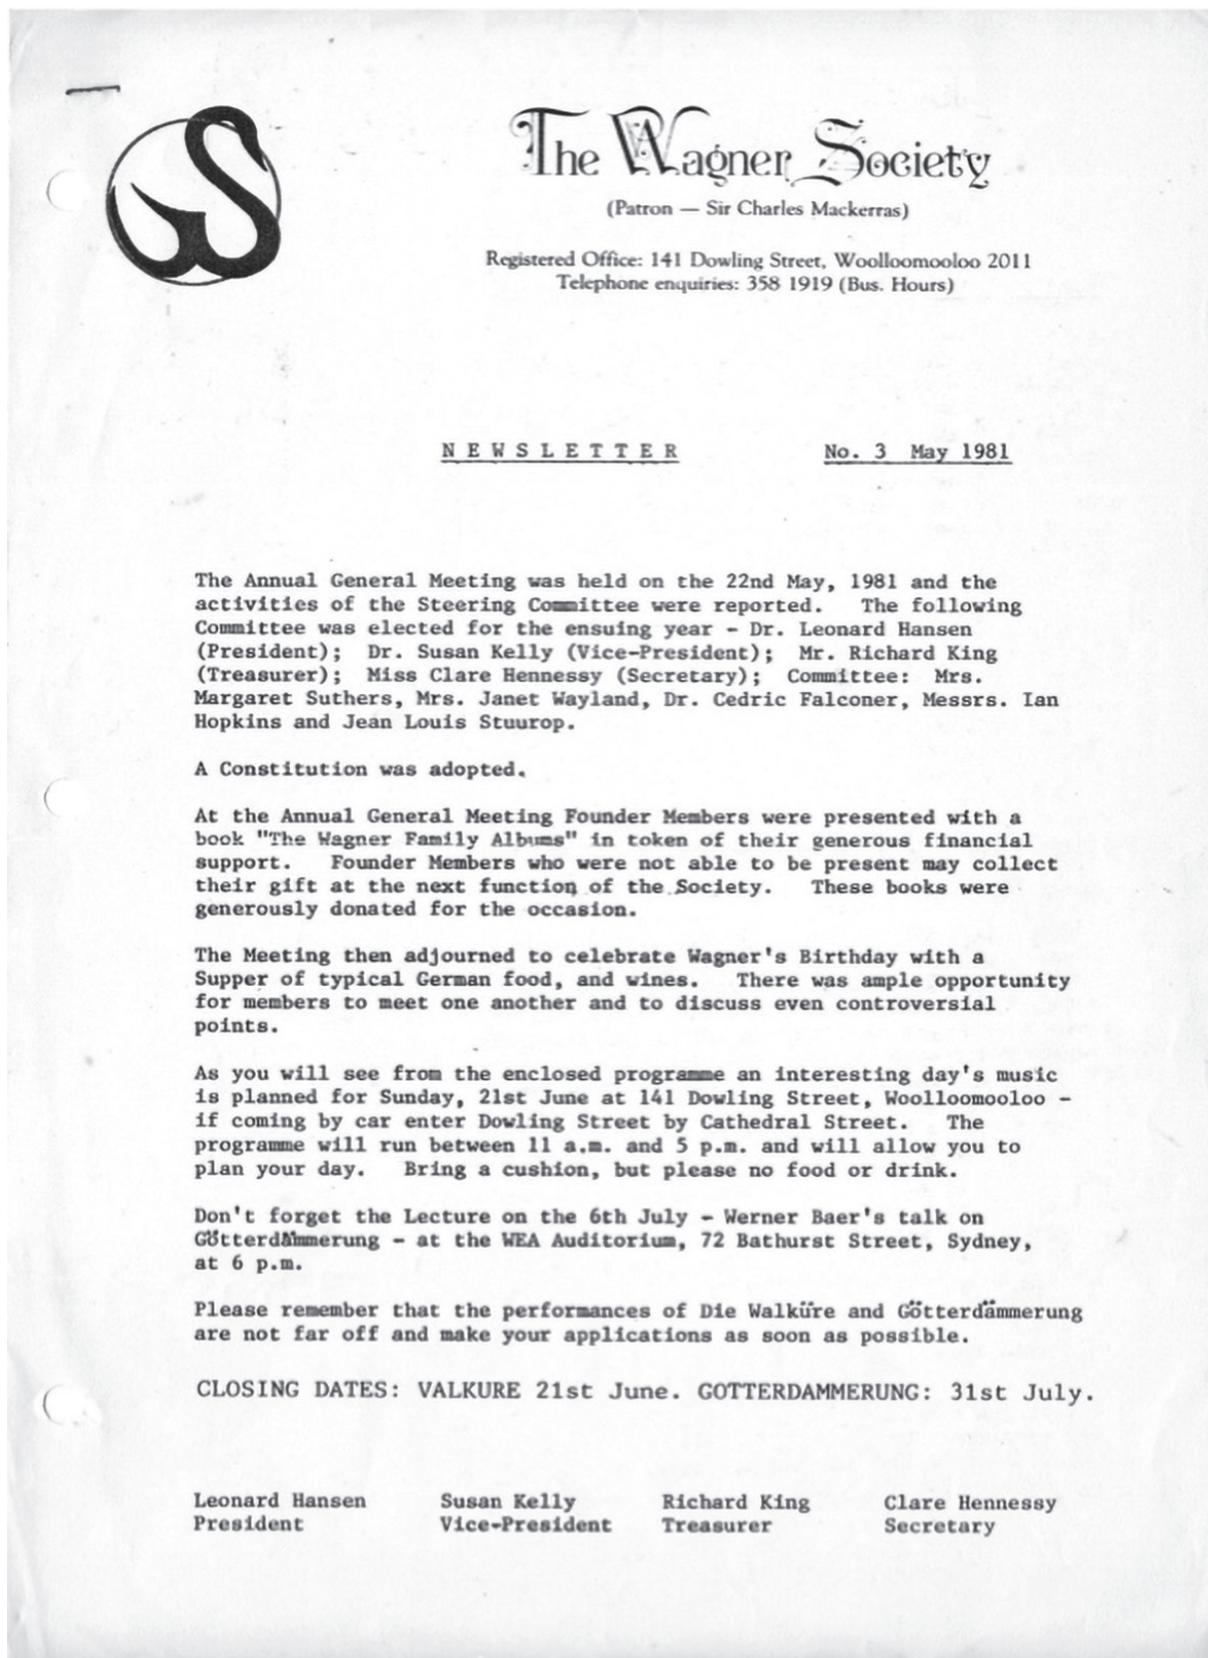 The Wagner Society
(Patron — Sir Charles Mackerras)
Registered Office: 141 Dowling Street, Woolloomooloo 2011
Telephone enquiries: 358 1919 (Bus. Hours)
N E W S L E T T E R No. 3 May 1981
The Annual General Meeting was held on the 22nd May, 1981 and the
activities of the Steering Committee were reported. The following
Committee was elected for the ensuing year - Dr. Leonard Hansen
(President); Dr. Susan Kelly (Vice-President); Mr. Richard King
(Treasurer); Miss Clare Hennessy (Secretary); Committee: Mrs.
Margaret Suthers, Mrs. Janet Wayland, Dr. Cedric Falconer, Messrs. Ian
Hopkins and Jean Louis Stuurop.
A Constitution was adopted.
At the Annual General Meeting Founder Members were presented with a
book "The Wagner Family Albums" in token of their generous financial
support. Founder Members who were not able to be present may collect
their gift at the next function of the Society. These books were
generously donated for the occasion.
The Meeting then adjourned to celebrate Wagner's Birthday with a
Supper of typical German food, and wines. There was ample opportunity
for members to meet one another and to discuss even controversial
points.
As you will see from the enclosed programme an interesting day's music
is planned for Sunday, 21st June at 141 Dowling Street, Woolloomooloo -
if coming by car enter Dowling Street by Cathedral Street. The
programme will run between 11 a.m. and 5 p.m. and will allow you to
plan your day. Bring a cushion, but please no food or drink.
Don't forget the Lecture on the 6th July - Werner Baer's talk on
Götterdämmerung - at the WEA Auditorium, 72 Bathurst Street, Sydney,
at 6 p.m.
Please remember that the performances of Die Walküre and Götterdämmerung
are not far off and make your applications as soon as possible.
CLOSING DATES: VALKURE 21st June. GOTTERDAMMERUNG: 31st July.
Leonard Hansen Susan Kelly Richard King Clare Hennessy
President Vice-President Treasurer Secretary